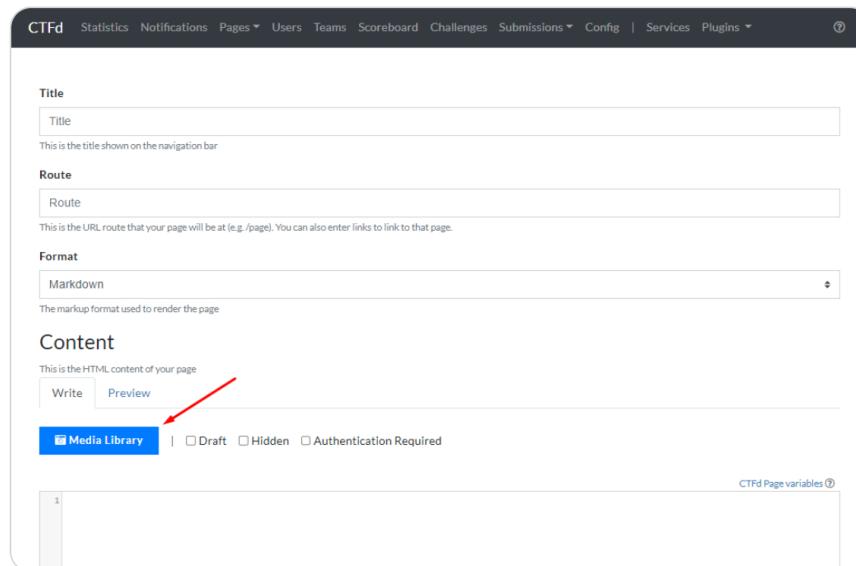 CTFd Statistics Notifications Pages Users Teams Scoreboard Challenges Submissions Config | Services Plugins
Title
Title
This is the title shown on the navigation bar
Route
Route
This is the URL route that your page will be at (e.g. /page). You can also enter links to link to that page.
Format
Markdown
The markup format used to render the page
Content
This is the HTML content of your page
Write Preview
Media Library | Draft Hidden Authentication Required
CTFd Page variables
1